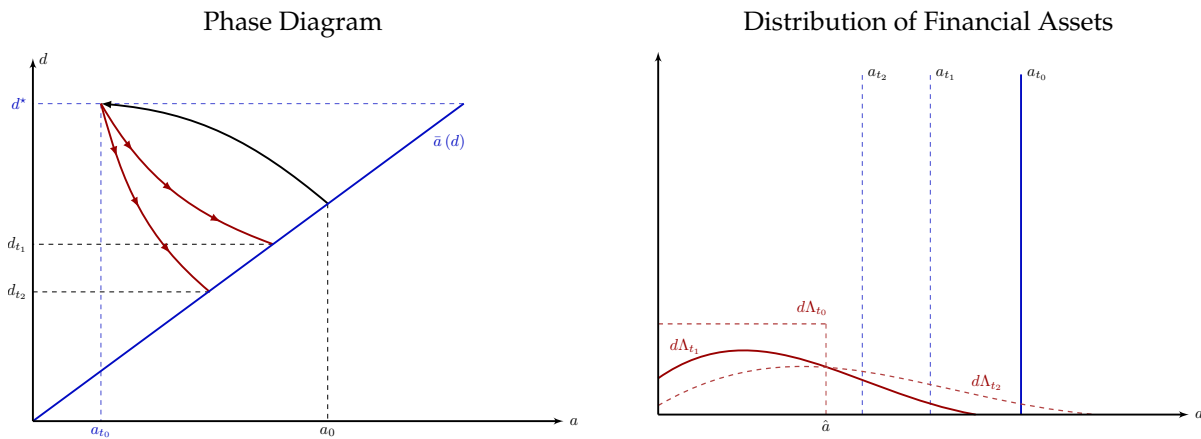 Phase Diagram
d
d⋆
ā (d)
d_{t_1}
d_{t_2}
a_{t_0}
a_0
a
Distribution of Financial Assets
a_{t_2}
a_{t_1}
a_{t_0}
dΛ_{t_0}
dΛ_{t_1}
dΛ_{t_2}
â
a